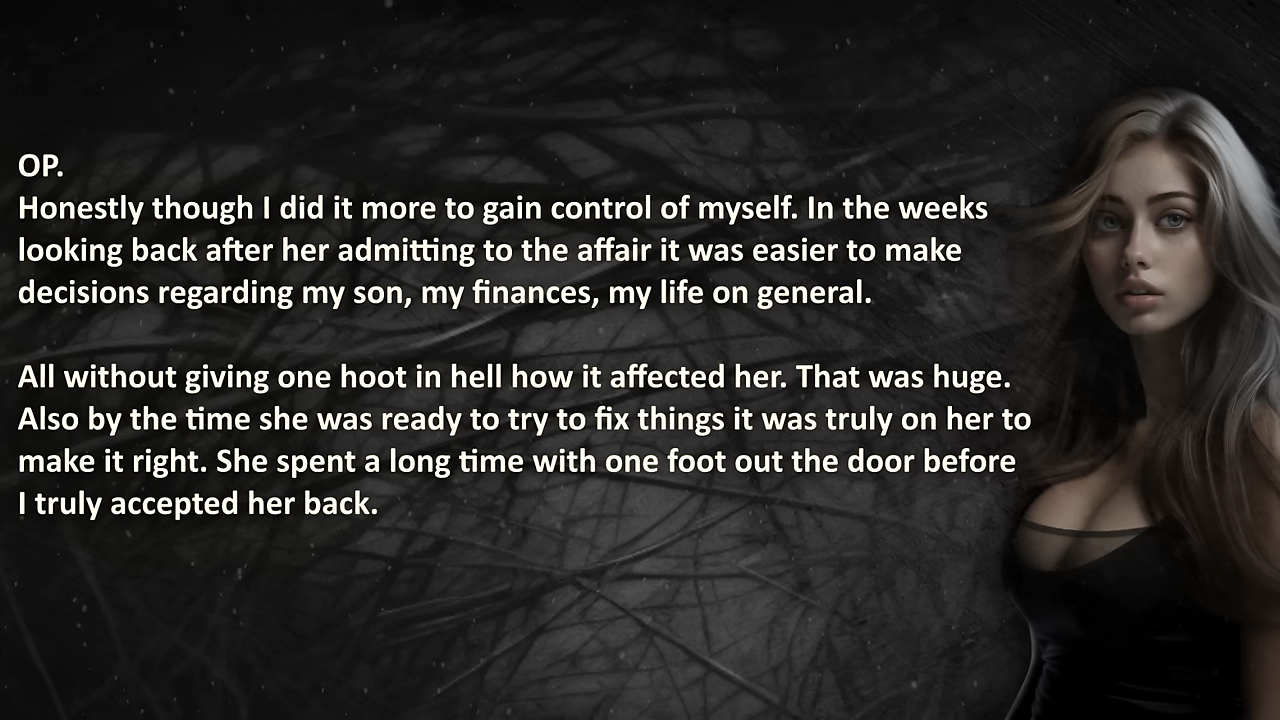 OP.
Honestly though I did it more to gain control of myself. In the weeks
looking back after her admitting to the affair it was easier to make
decisions regarding my son, my finances, my life on general.
All without giving one hoot in hell how it affected her. That was huge.
Also by the time she was ready to try to fix things it was truly on her to
make it right. She spent a long time with one foot out the door before
I truly accepted her back.